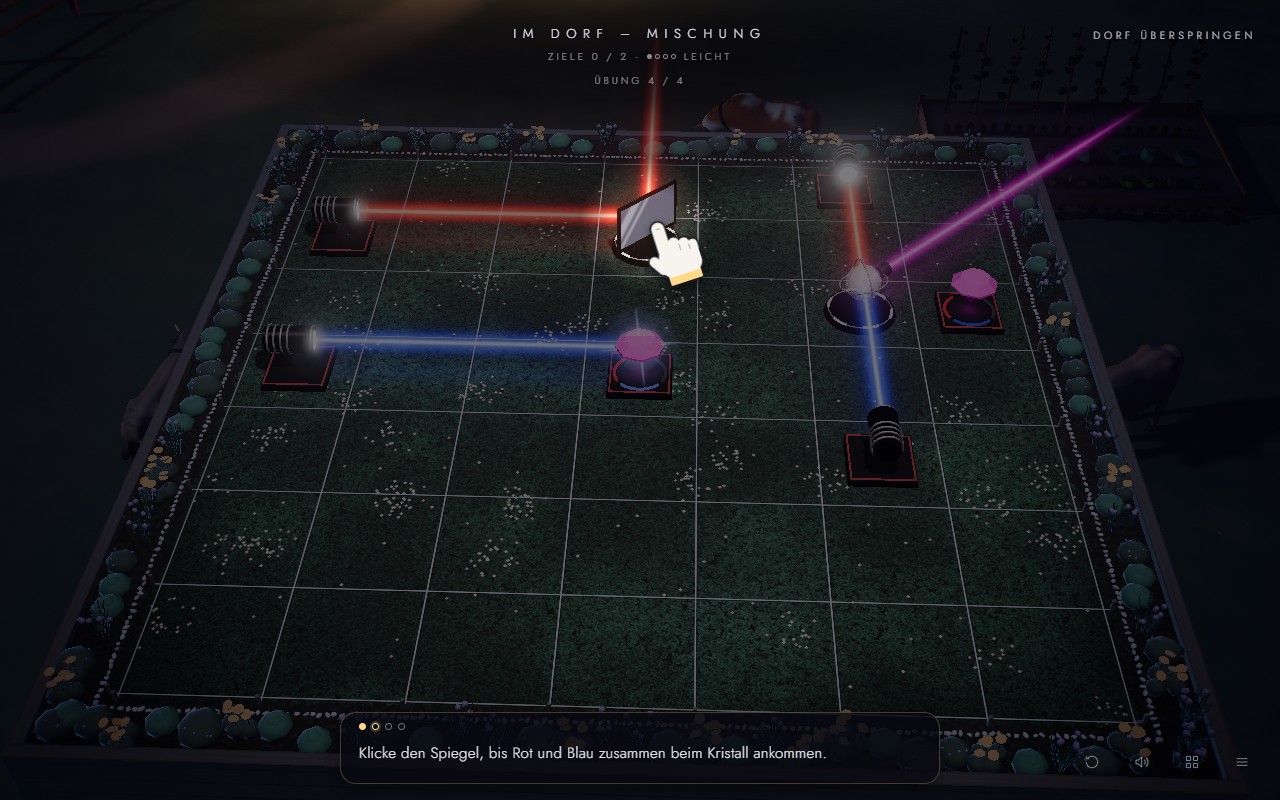 IM DORF – MISCHUNG
ZIELE 0 / 2 · LEICHT
ÜBUNG 4 / 4
DORF ÜBERSPRINGEN
Klicke den Spiegel, bis Rot und Blau zusammen beim Kristall ankommen.